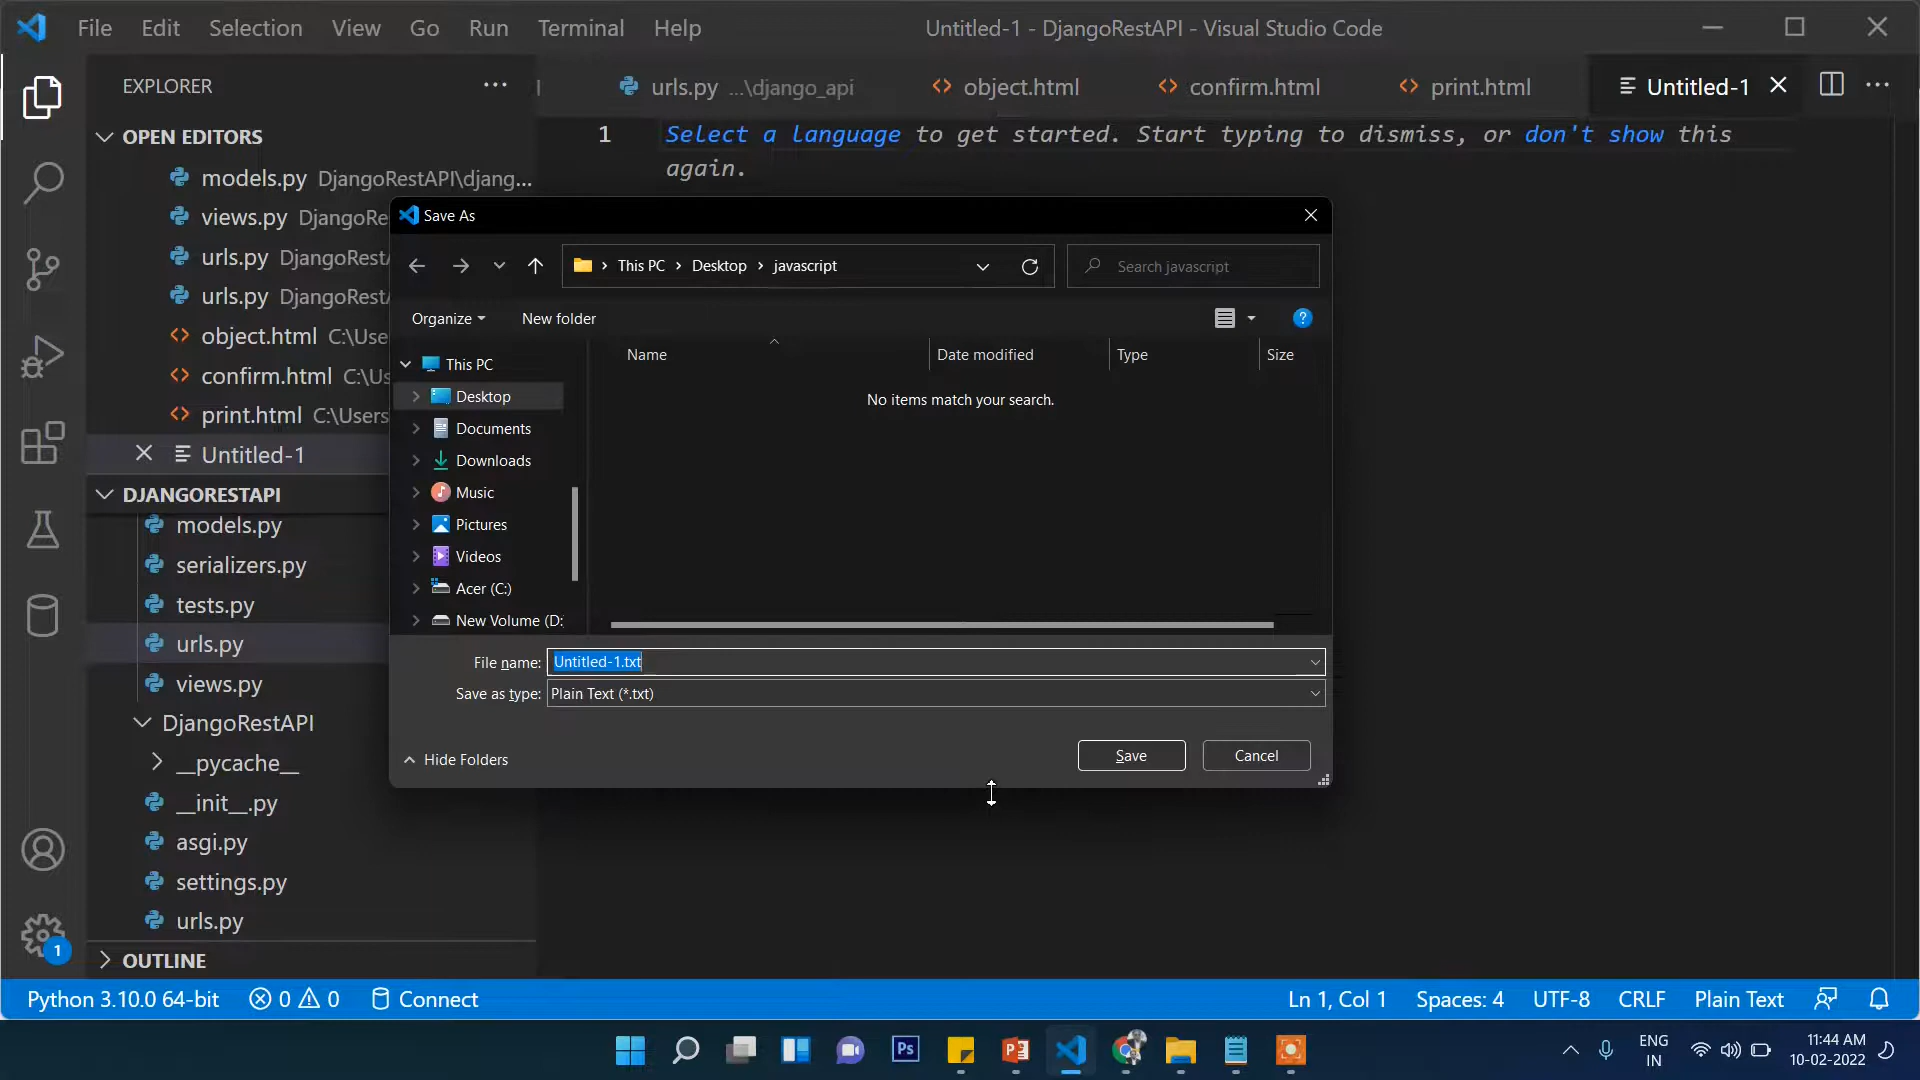 File Edit Selection View Go Run Terminal Help
Untitled-1 - DjangoRestAPI - Visual Studio Code
EXPLORER
urls.py ...\django_api
object.html
confirm.html
print.html
Untitled-1
OPEN EDITORS
models.py DjangoRestAPI\djang...
views.py DjangoRe
urls.py DjangoRest
urls.py DjangoRest
object.html C:\Use
confirm.html C:\Us
print.html C:\Users
Untitled-1
1
Select a language to get started. Start typing to dismiss, or don't show this
again.
DJANGORESTAPI
models.py
serializers.py
tests.py
urls.py
views.py
DjangoRestAPI
__pycache__
__init__.py
asgi.py
settings.py
urls.py
OUTLINE
Save As
This PC
Desktop
javascript
Search javascript
Organize
New folder
?
Name
Date modified
Type
Size
No items match your search.
This PC
Desktop
Documents
Downloads
Music
Pictures
Videos
Acer (C:)
New Volume (D:
File name: Untitled-1.txt
Save as type: Plain Text (*.txt)
Hide Folders
Save
Cancel
1
Python 3.10.0 64-bit
0
0
Connect
Ln 1, Col 1
Spaces: 4
UTF-8
CRLF
Plain Text
Ps
P
ENG
IN
11:44 AM
10-02-2022